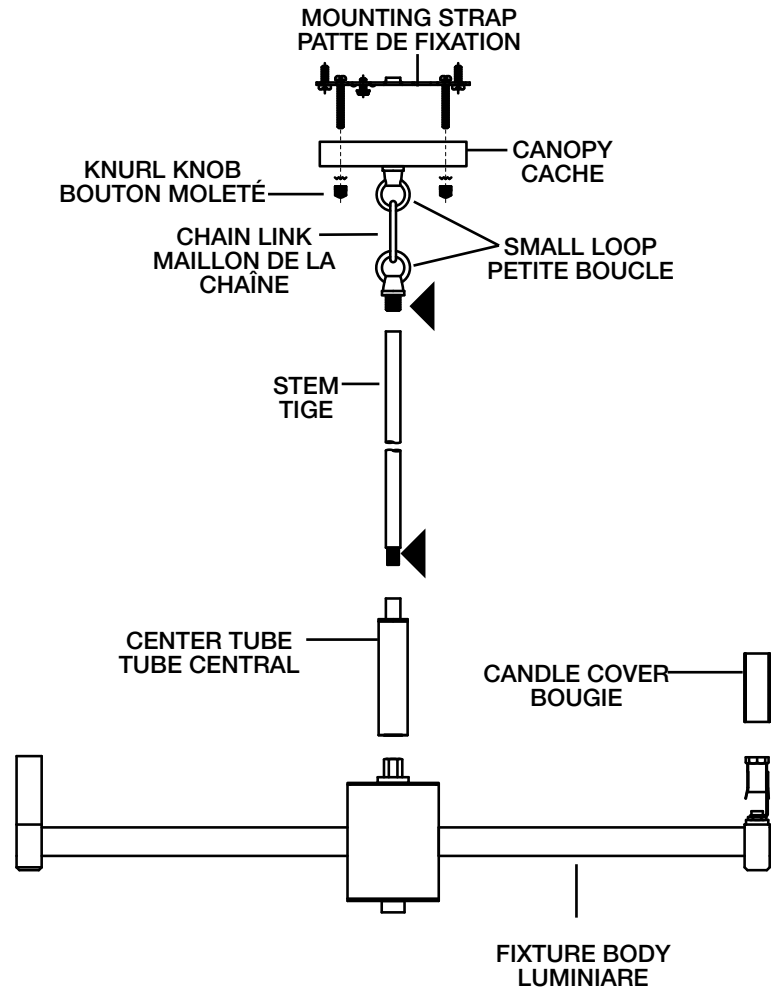 MOUNTING STRAP
PATTE DE FIXATION
CANOPY
CACHE
KNURL KNOB
BOUTON MOLETÉ
CHAIN LINK
MAILLON DE LA
CHAÎNE
SMALL LOOP
PETITE BOUCLE
STEM
TIGE
CENTER TUBE
TUBE CENTRAL
CANDLE COVER
BOUGIE
FIXTURE BODY
LUMINIARE